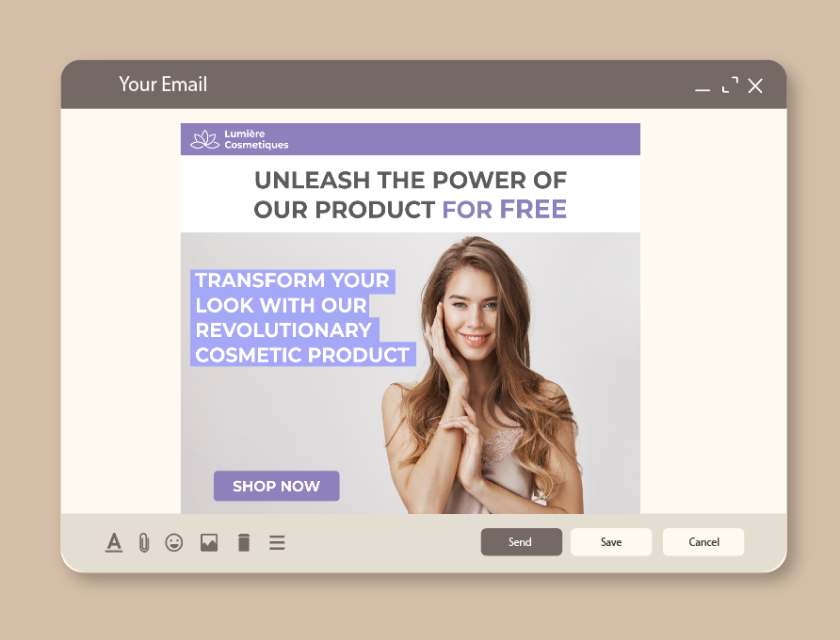 Your Email
Lumière
Cosmetiques
UNLEASH THE POWER OF
OUR PRODUCT FOR FREE
TRANSFORM YOUR
LOOK WITH OUR
REVOLUTIONARY
COSMETIC PRODUCT
SHOP NOW
A
Send
Save
Cancel